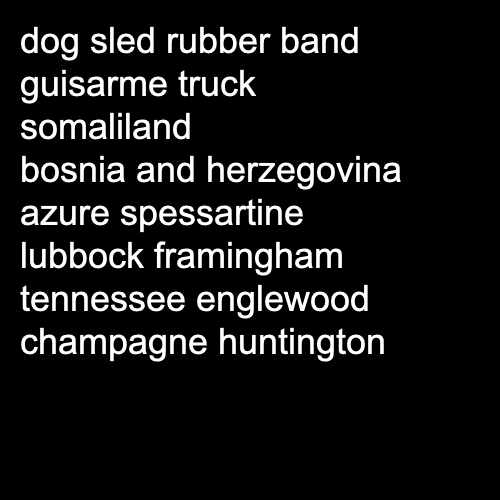 dog sled rubber band
guisarme truck
somaliland
bosnia and herzegovina
azure spessartine
lubbock framingham
tennessee englewood
champagne huntington